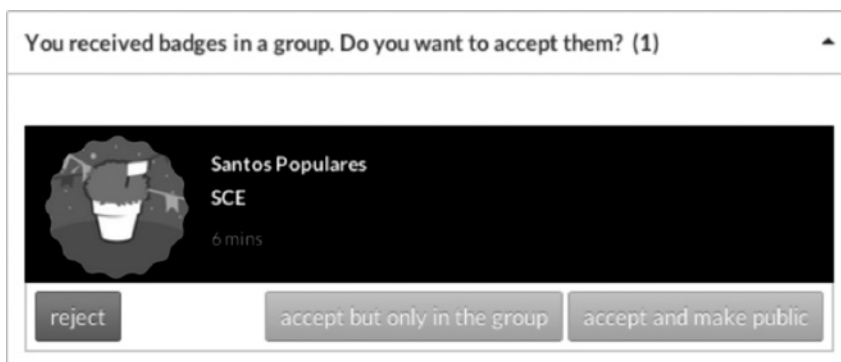 You received badges in a group. Do you want to accept them? (1)
Santos Populares
SCE
6 mins
reject accept but only in the group accept and make public